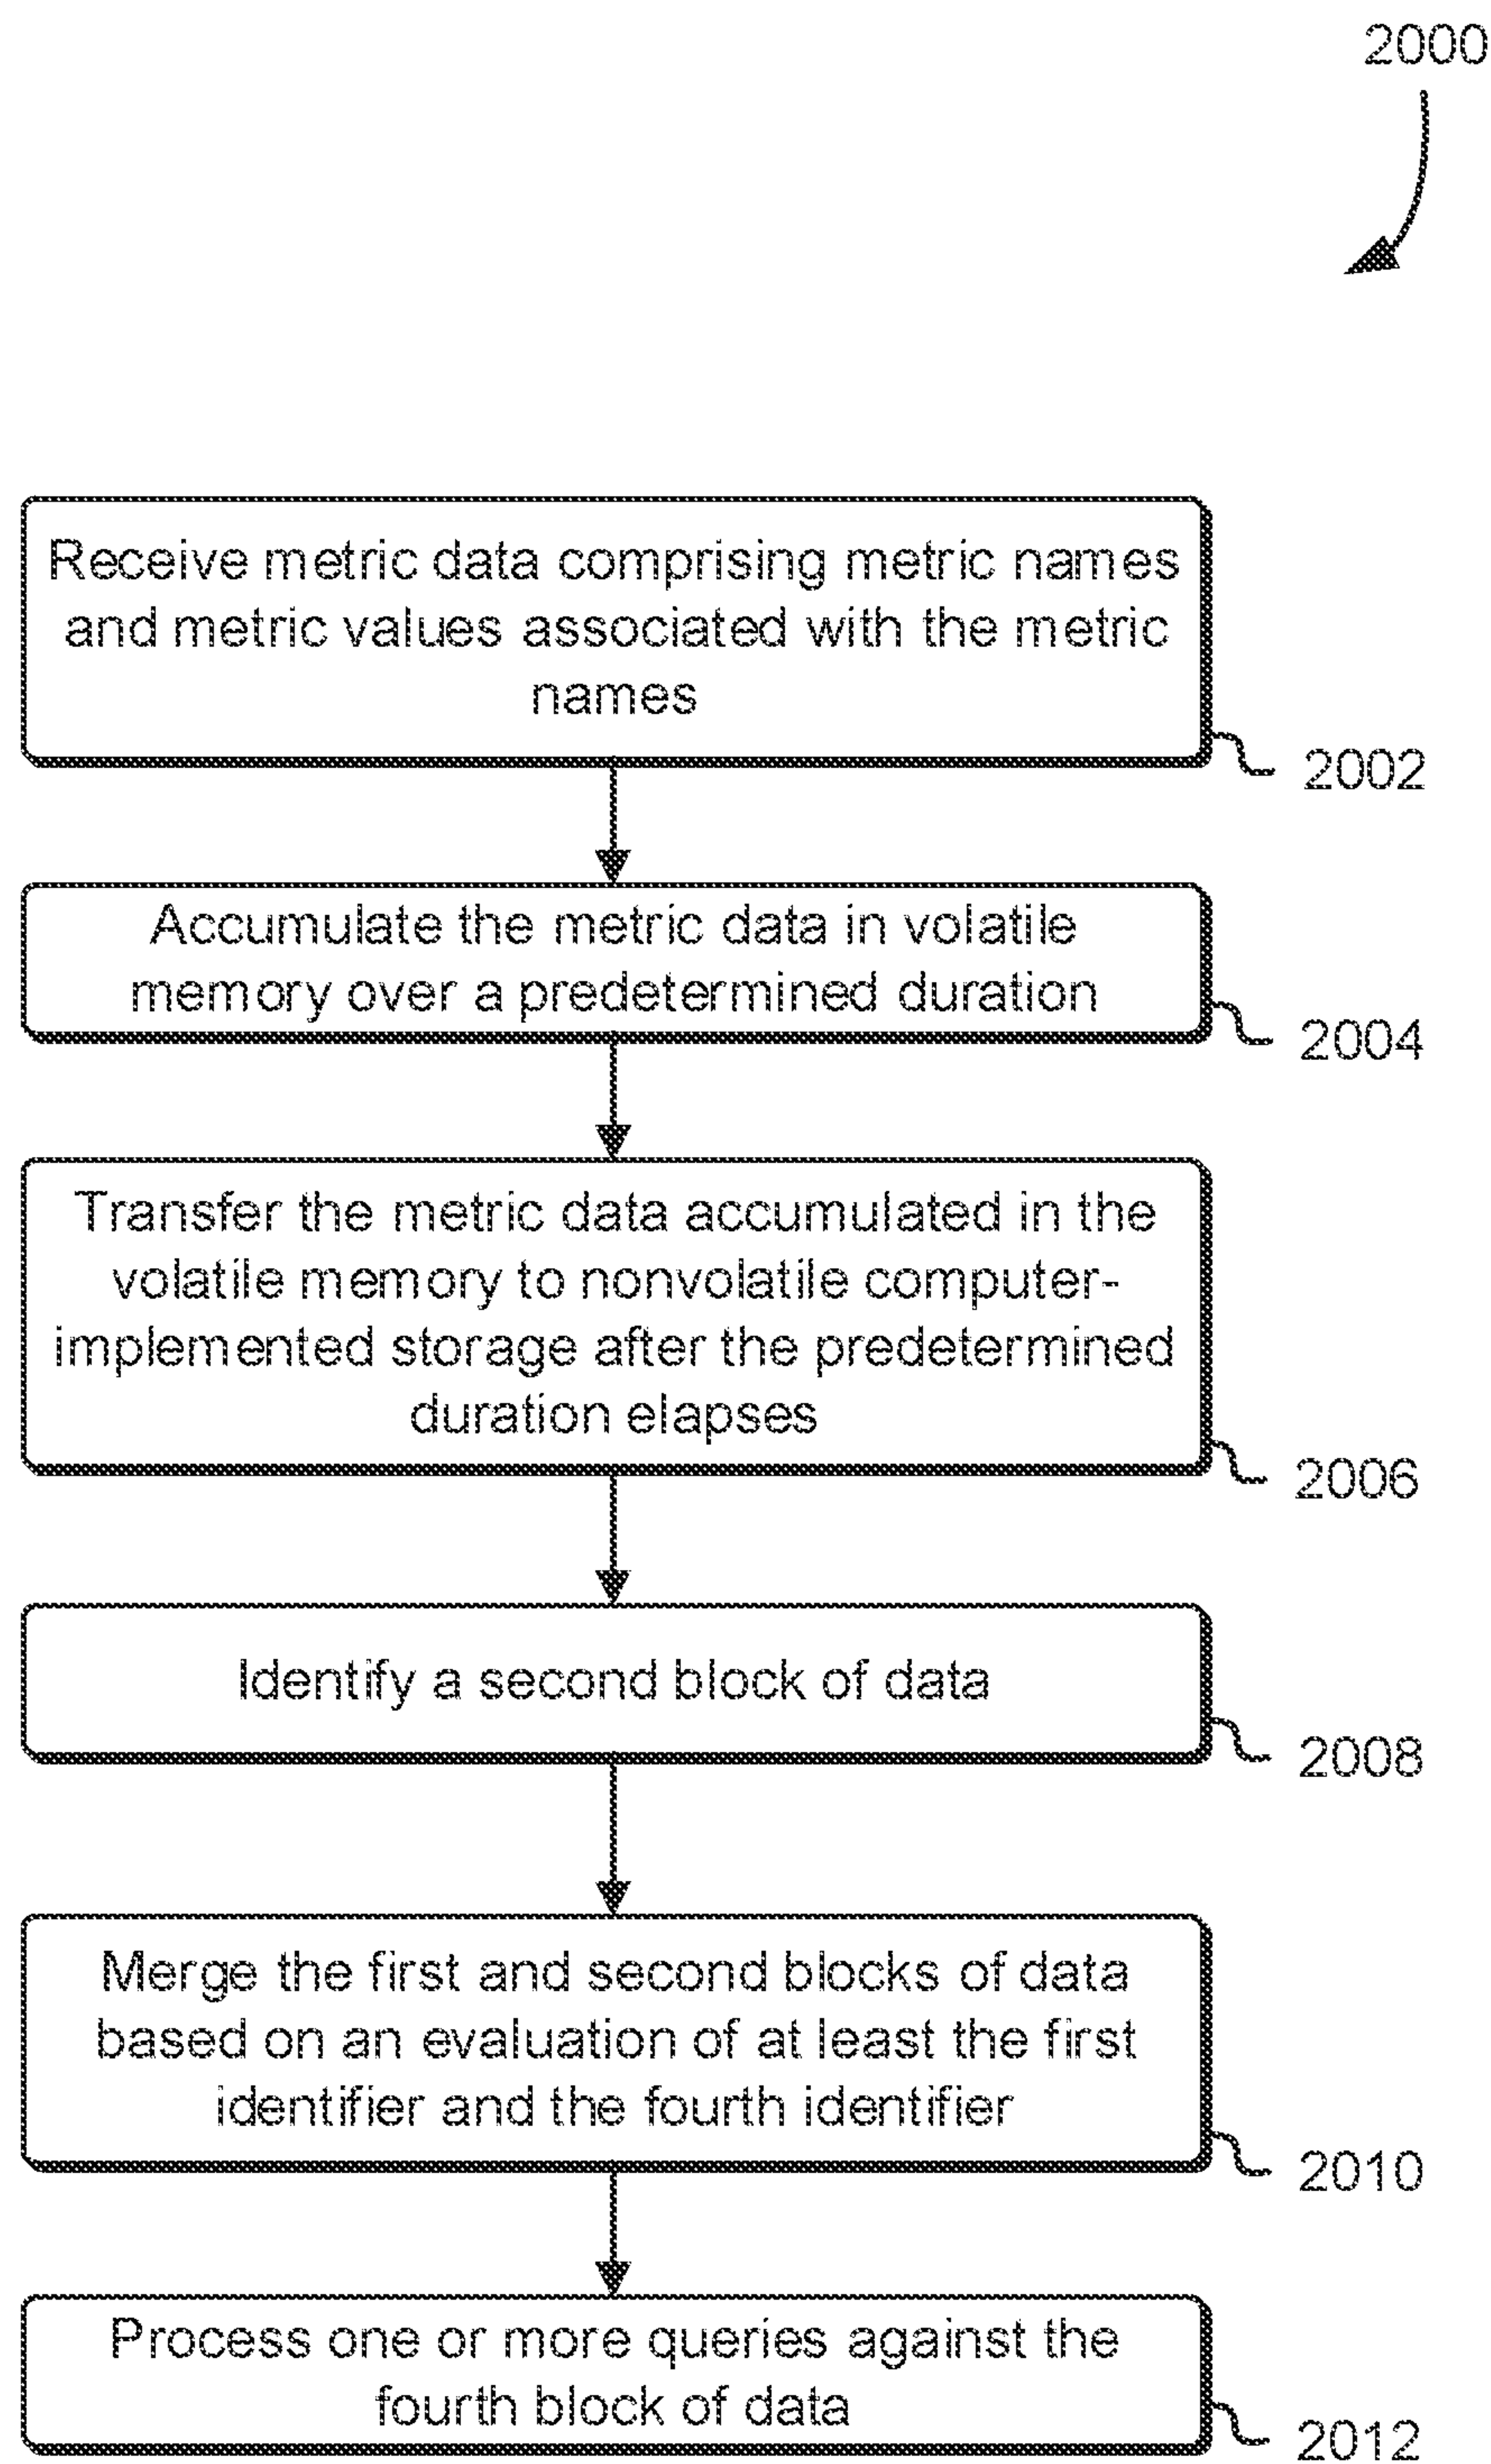 2000
Receive metric data comprising metric names
and metric values associated with the metric
names
2002
Accumulate the metric data in volatile
memory over a predetermined duration
2004
Transfer the metric data accumulated in the
volatile memory to nonvolatile computer-
implemented storage after the predetermined
duration elapses
2006
Identify a second block of data
2008
Merge the first and second blocks of data
based on an evaluation of at least the first
identifier and the fourth identifier
2010
Process one or more queries against the
fourth block of data
2012